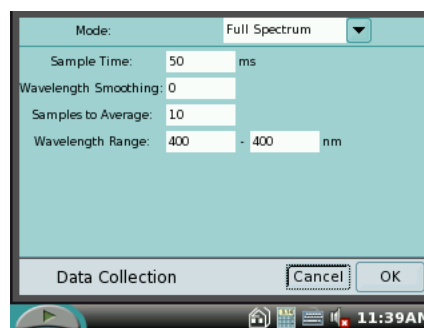 Mode: Full Spectrum
Sample Time: 50 ms
Wavelength Smoothing: 0
Samples to Average: 10
Wavelength Range: 400 - 400 nm
Data Collection Cancel OK
11:39AM